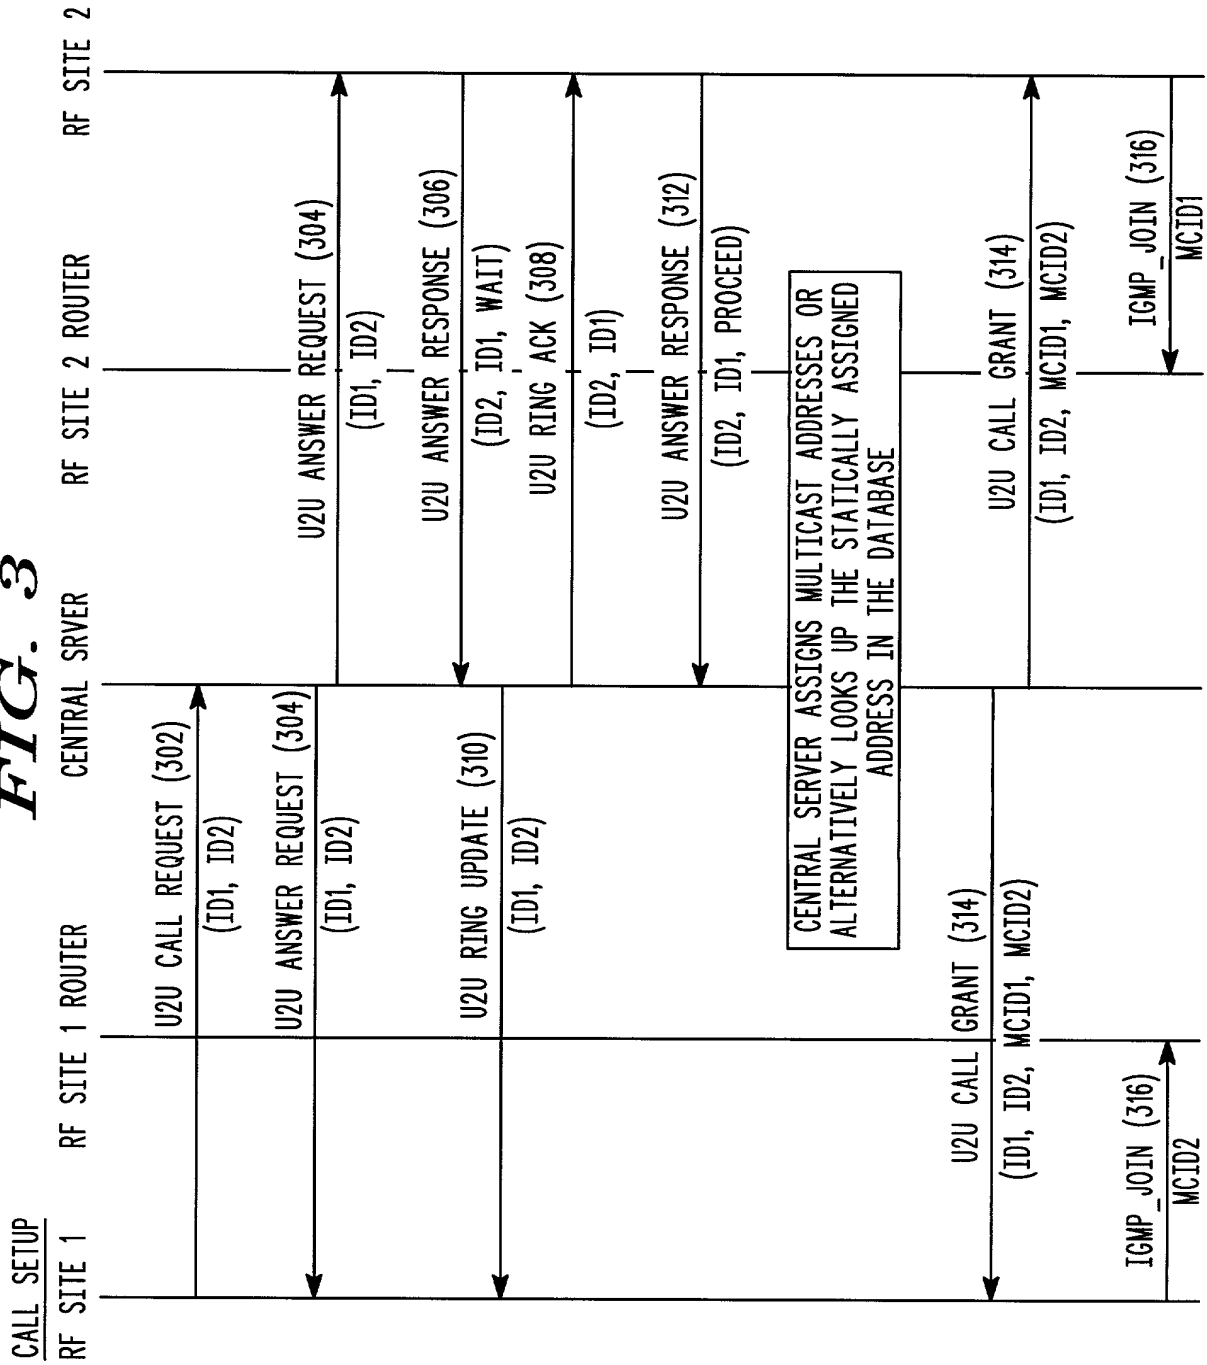 FIG. 3
CALL SETUP
RF SITE 1
RF SITE 1 ROUTER
CENTRAL SRVER
RF SITE 2 ROUTER
RF SITE 2
U2U CALL REQUEST (302)
(ID1, ID2)
U2U ANSWER REQUEST (304)
(ID1, ID2)
U2U ANSWER REQUEST (304)
(ID1, ID2)
U2U ANSWER RESPONSE (306)
(ID2, ID1, WAIT)
U2U RING UPDATE (310)
(ID1, ID2)
U2U RING ACK (308)
(ID2, ID1)
U2U ANSWER RESPONSE (312)
(ID2, ID1, PROCEED)
CENTRAL SERVER ASSIGNS MULTICAST ADDRESSES OR
ALTERNATIVELY LOOKS UP THE STATICALLY ASSIGNED
ADDRESS IN THE DATABASE
U2U CALL GRANT (314)
(ID1, ID2, MCID1, MCID2)
U2U CALL GRANT (314)
(ID1, ID2, MCID1, MCID2)
IGMP_JOIN (316)
MCID2
IGMP_JOIN (316)
MCID1